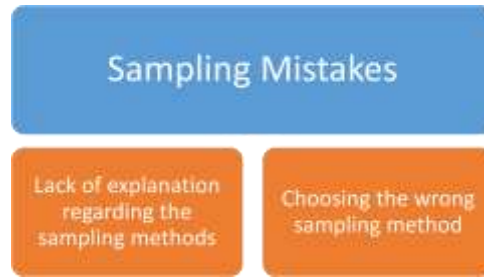 Sampling Mistakes
Lack of explanation
regarding the
sampling methods
Choosing the wrong
sampling method